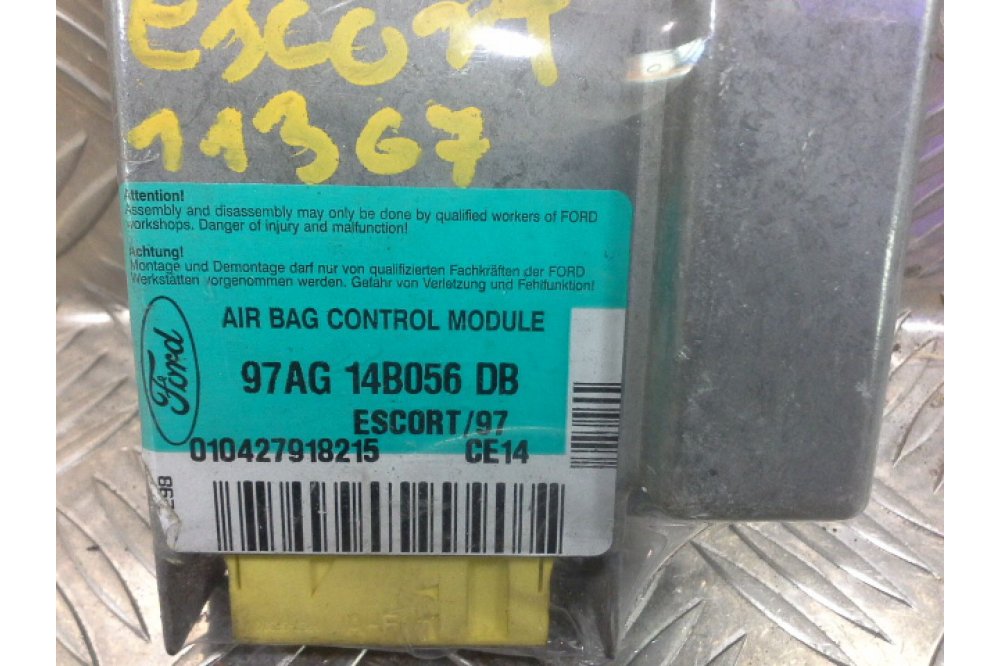 ESCORT
11367
Attention!
Assembly and disassembly may only be done by qualified workers of FORD
workshops. Danger of injury and malfunction!
Achtung!
Montage und Demontage darf nur von qualifizierten Fachkräften der FORD
Werkstätten vorgenommen werden. Gefahr von Verletzung und Fehlfunktion!
Ford
AIR BAG CONTROL MODULE
97AG 14B056 DB
ESCORT/97
010427918215 CE14